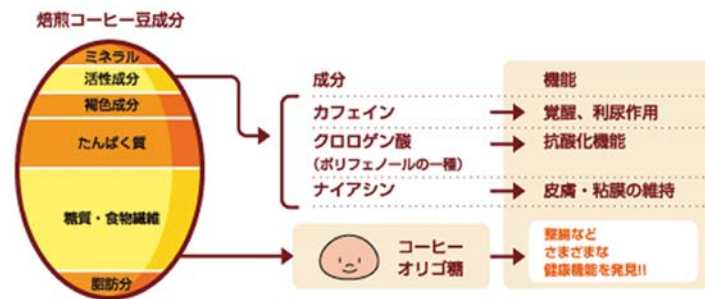 焙煎コーヒー豆成分
ミネラル
活性成分
褐色成分
たんぱく質
糖質・食物繊維
脂肪分
成分
機能
カフェイン
覚醒、利尿作用
クロロゲン酸
(ポリフェノールの一種)
抗酸化機能
ナイアシン
皮膚・粘膜の維持
コーヒー
オリゴ糖
整腸など
さまざまな
健康機能を発見!!